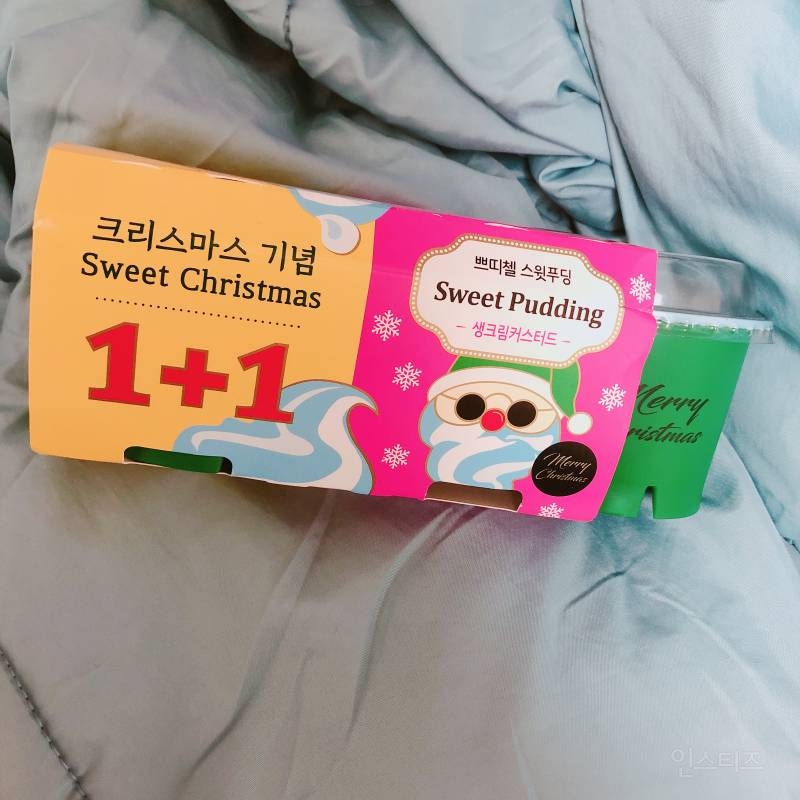 크리스마스 기념
Sweet Christmas
1+1
쁘띠첼 스윗푸딩
Sweet Pudding
- 생크림커스터드 -
Merry
Christmas
Merry
Christmas
인스티즈